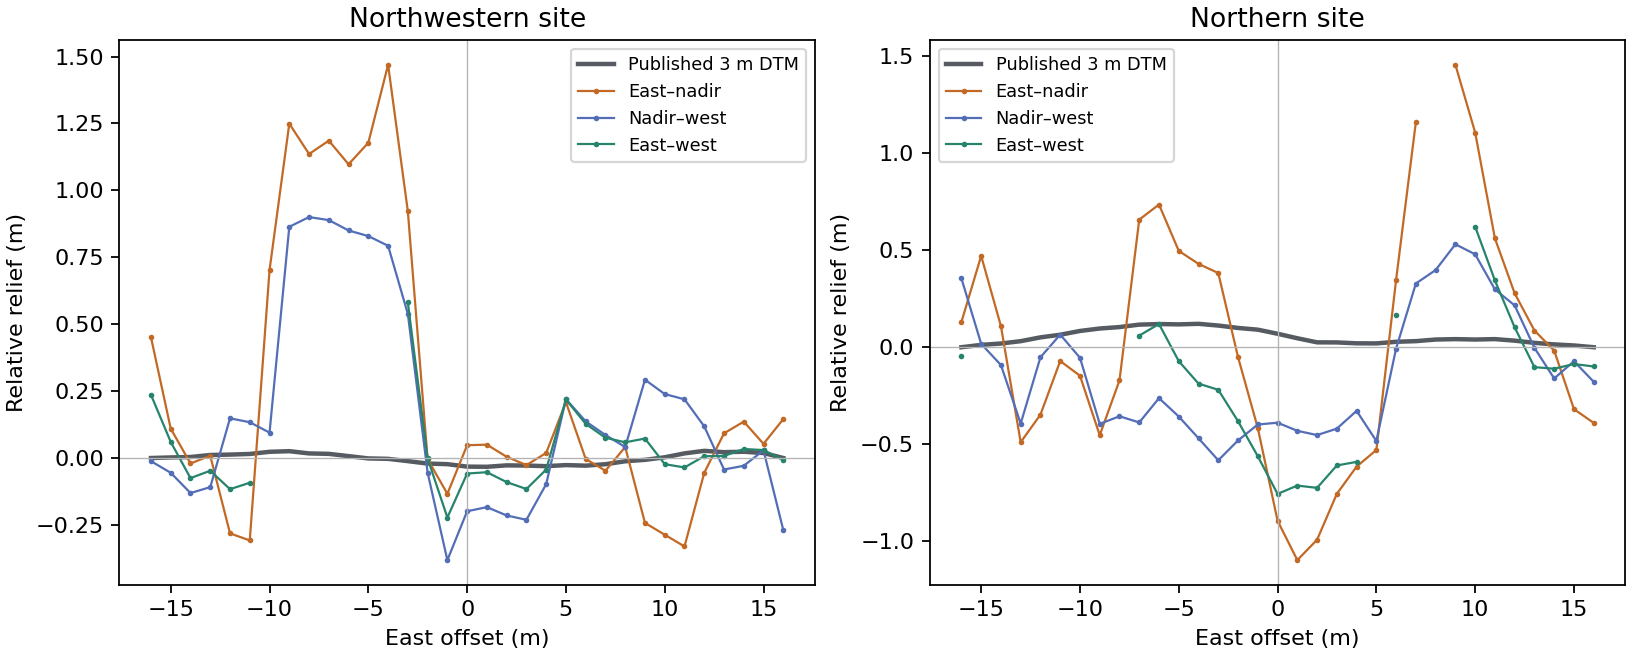 Northwestern site
Relative relief (m)
1.50
1.25
1.00
0.75
0.50
0.25
0.00
−0.25
Published 3 m DTM
East–nadir
Nadir–west
East–west
−15
−10
−5
0
5
10
15
East offset (m)
Northern site
Relative relief (m)
1.5
1.0
0.5
0.0
−0.5
−1.0
Published 3 m DTM
East–nadir
Nadir–west
East–west
−15
−10
−5
0
5
10
15
East offset (m)